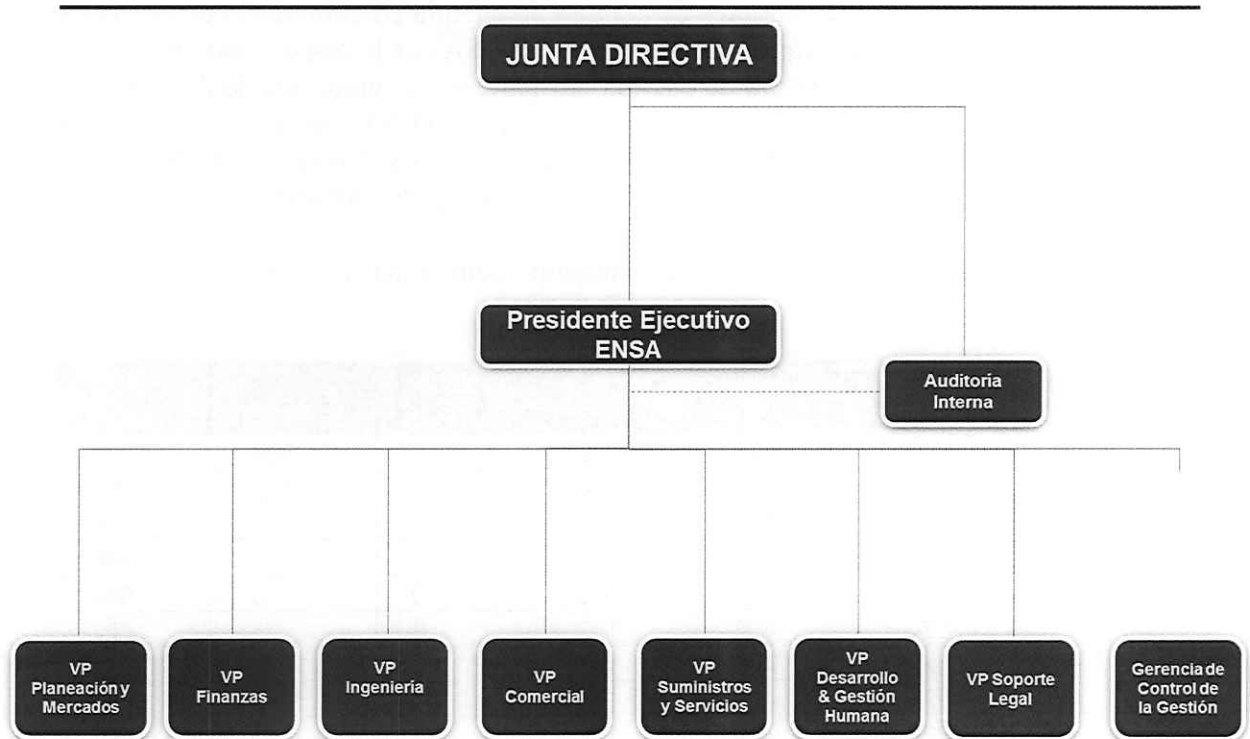 JUNTA DIRECTIVA
Presidente Ejecutivo
ENSA
Auditoria
Interna
VP
Planeación y
Mercados
VP
Finanzas
VP
Ingeniería
VP
Comercial
VP
Suministros
y Servicios
VP
Desarrollo
& Gestión
Humana
VP Soporte
Legal
Gerencia de
Control de
la Gestión